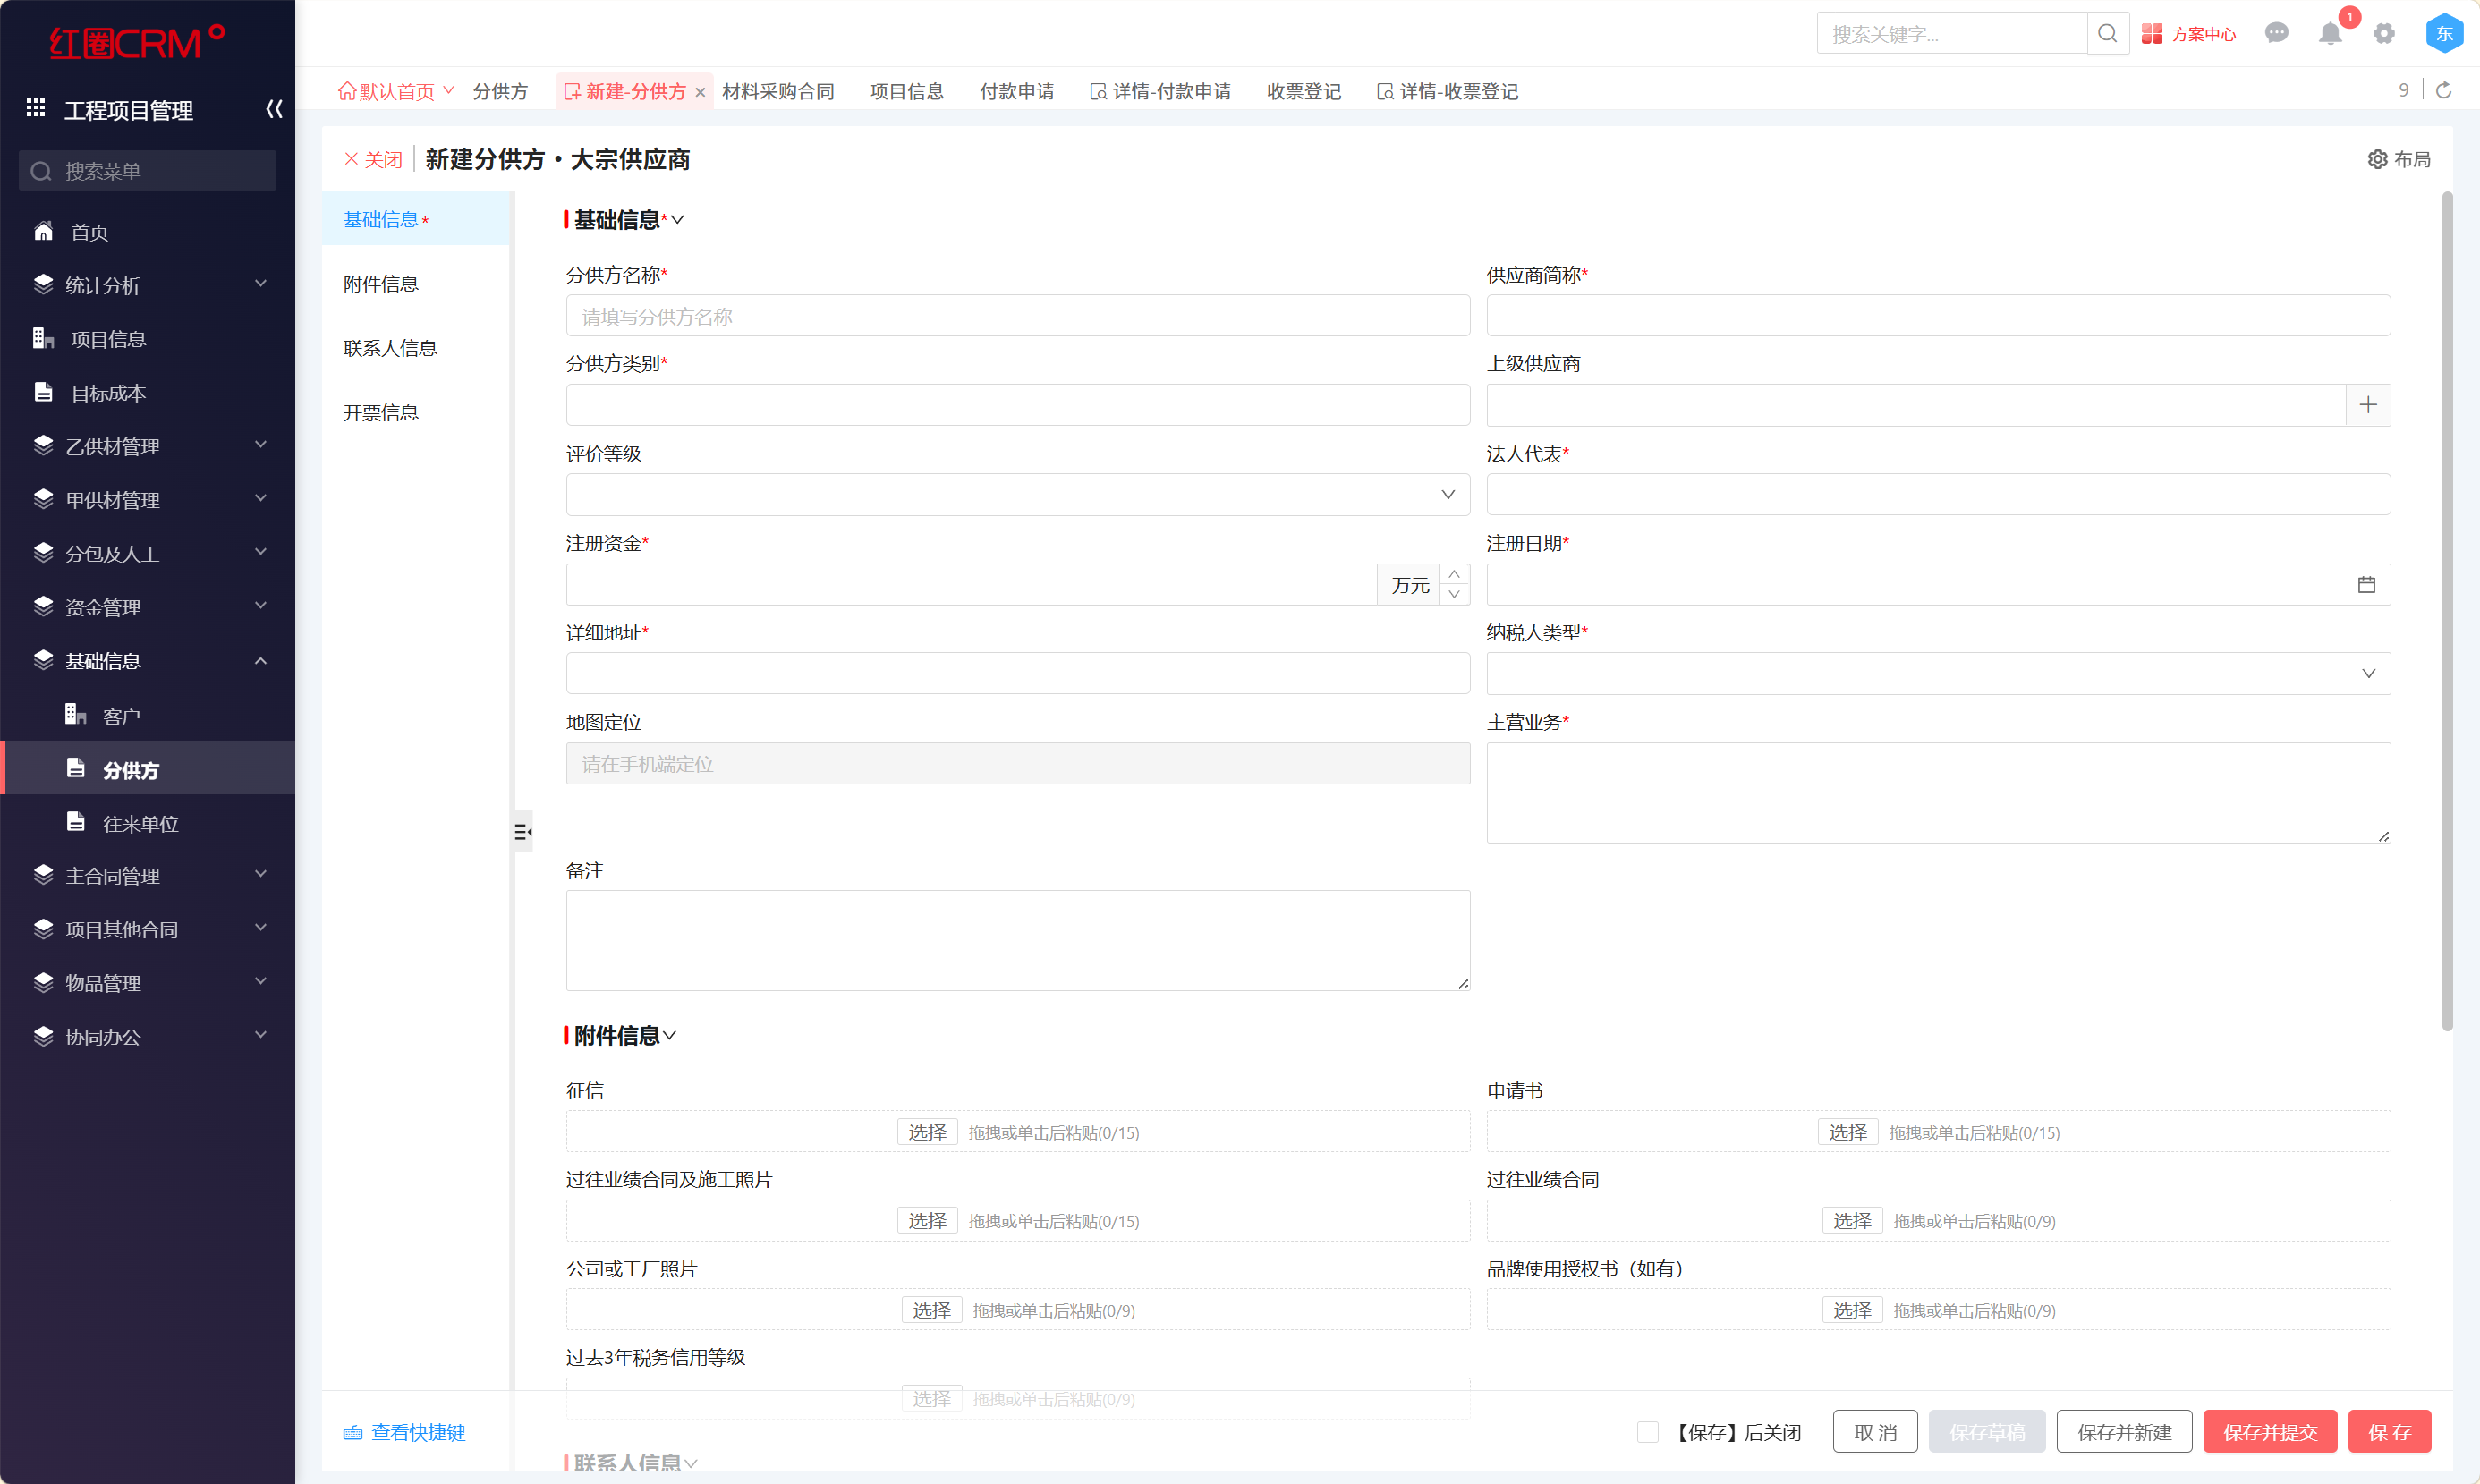 红圈CRM
搜索关键字...
方案中心
1
东
工程项目管理
默认首页
分供方
新建-分供方
材料采购合同
项目信息
付款申请
详情-付款申请
收票登记
详情-收票登记
9
搜索菜单
首页
统计分析
项目信息
目标成本
乙供材管理
甲供材管理
分包及人工
资金管理
基础信息
客户
分供方
往来单位
主合同管理
项目其他合同
物品管理
协同办公
关闭
新建分供方·大宗供应商
布局
基础信息*
附件信息
联系人信息
开票信息
基础信息*
分供方名称*
供应商简称*
请填写分供方名称
分供方类别*
上级供应商
评价等级
法人代表*
注册资金*
注册日期*
万元
详细地址*
纳税人类型*
地图定位
主营业务*
请在手机端定位
备注
附件信息
征信
申请书
选择 拖拽或单击后粘贴(0/15)
选择 拖拽或单击后粘贴(0/15)
过往业绩合同及施工照片
过往业绩合同
选择 拖拽或单击后粘贴(0/15)
选择 拖拽或单击后粘贴(0/9)
公司或工厂照片
品牌使用授权书（如有）
选择 拖拽或单击后粘贴(0/9)
选择 拖拽或单击后粘贴(0/9)
过去3年税务信用等级
选择 拖拽或单击后粘贴(0/9)
联系人信息
查看快捷键
【保存】后关闭
取 消
保存草稿
保存并新建
保存并提交
保 存